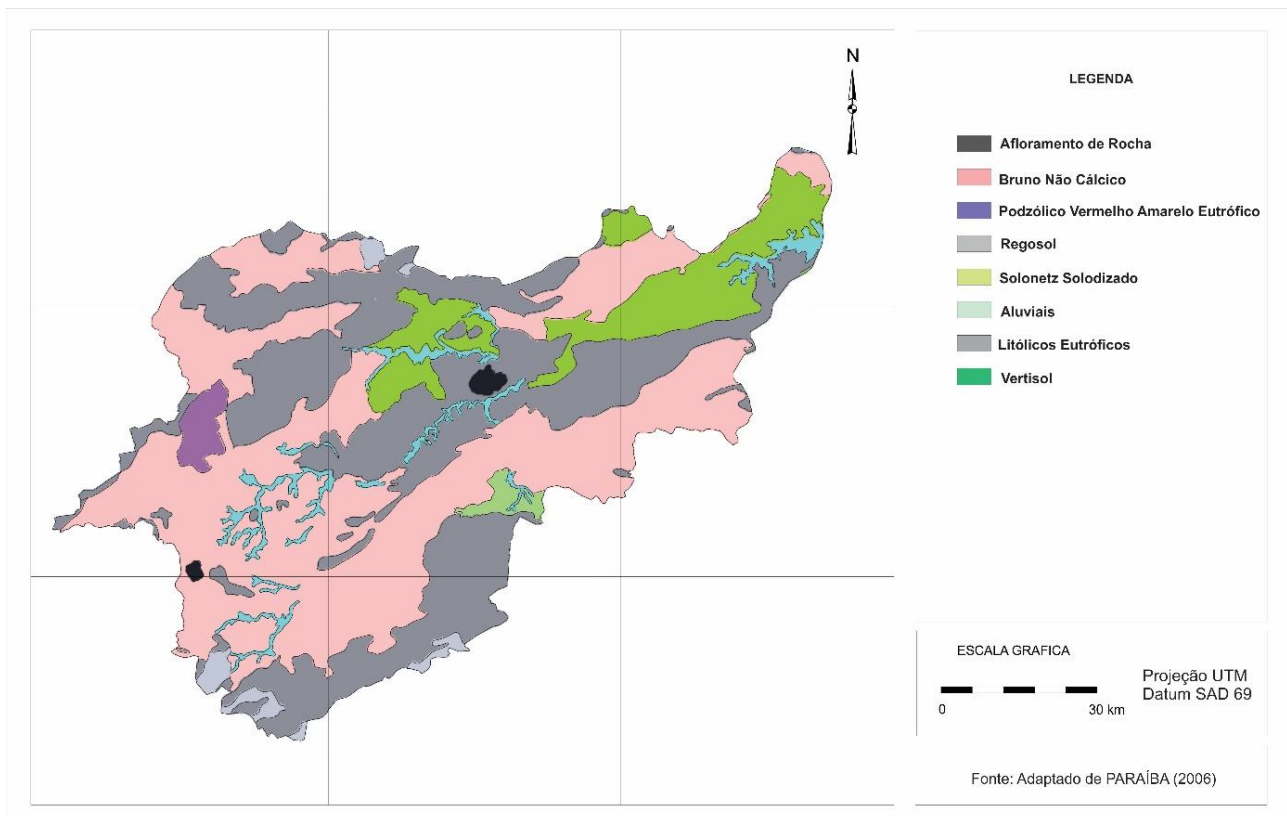 N
LEGENDA
Afloramento de Rocha
Bruno Não Cálcico
Podzólico Vermelho Amarelo Eutrófico
Regosol
Solonetz Solodizado
Aluviais
Litólicos Eutróficos
Vertisol
ESCALA GRAFICA
0 30 km
Projeção UTM
Datum SAD 69
Fonte: Adaptado de PARAÍBA (2006)